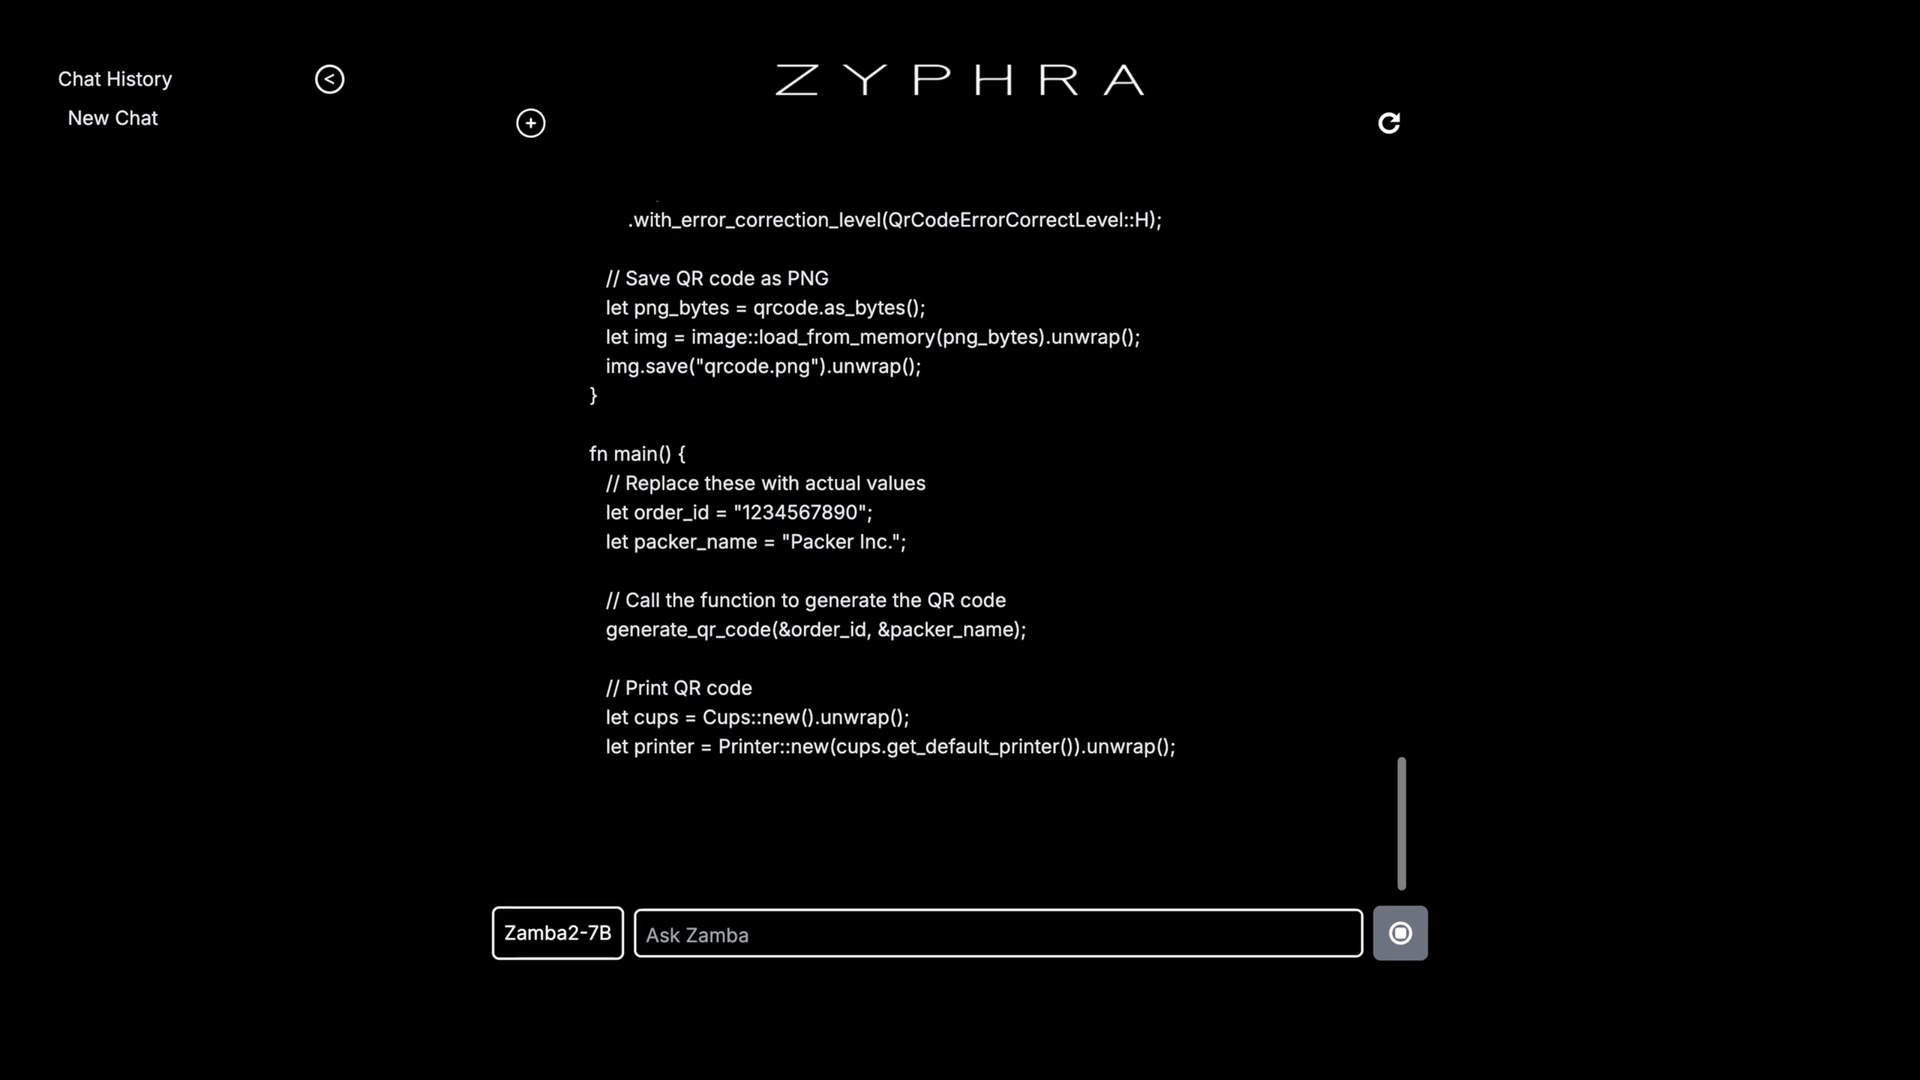 Chat History
<
New Chat
ZYPHRA
+
.with_error_correction_level(QrCodeErrorCorrectLevel::H);
// Save QR code as PNG
let png_bytes = qrcode.as_bytes();
let img = image::load_from_memory(png_bytes).unwrap();
img.save("qrcode.png").unwrap();
}
fn main() {
// Replace these with actual values
let order_id = "1234567890";
let packer_name = "Packer Inc.";
// Call the function to generate the QR code
generate_qr_code(&order_id, &packer_name);
// Print QR code
let cups = Cups::new().unwrap();
let printer = Printer::new(cups.get_default_printer()).unwrap();
Zamba2-7B
Ask Zamba